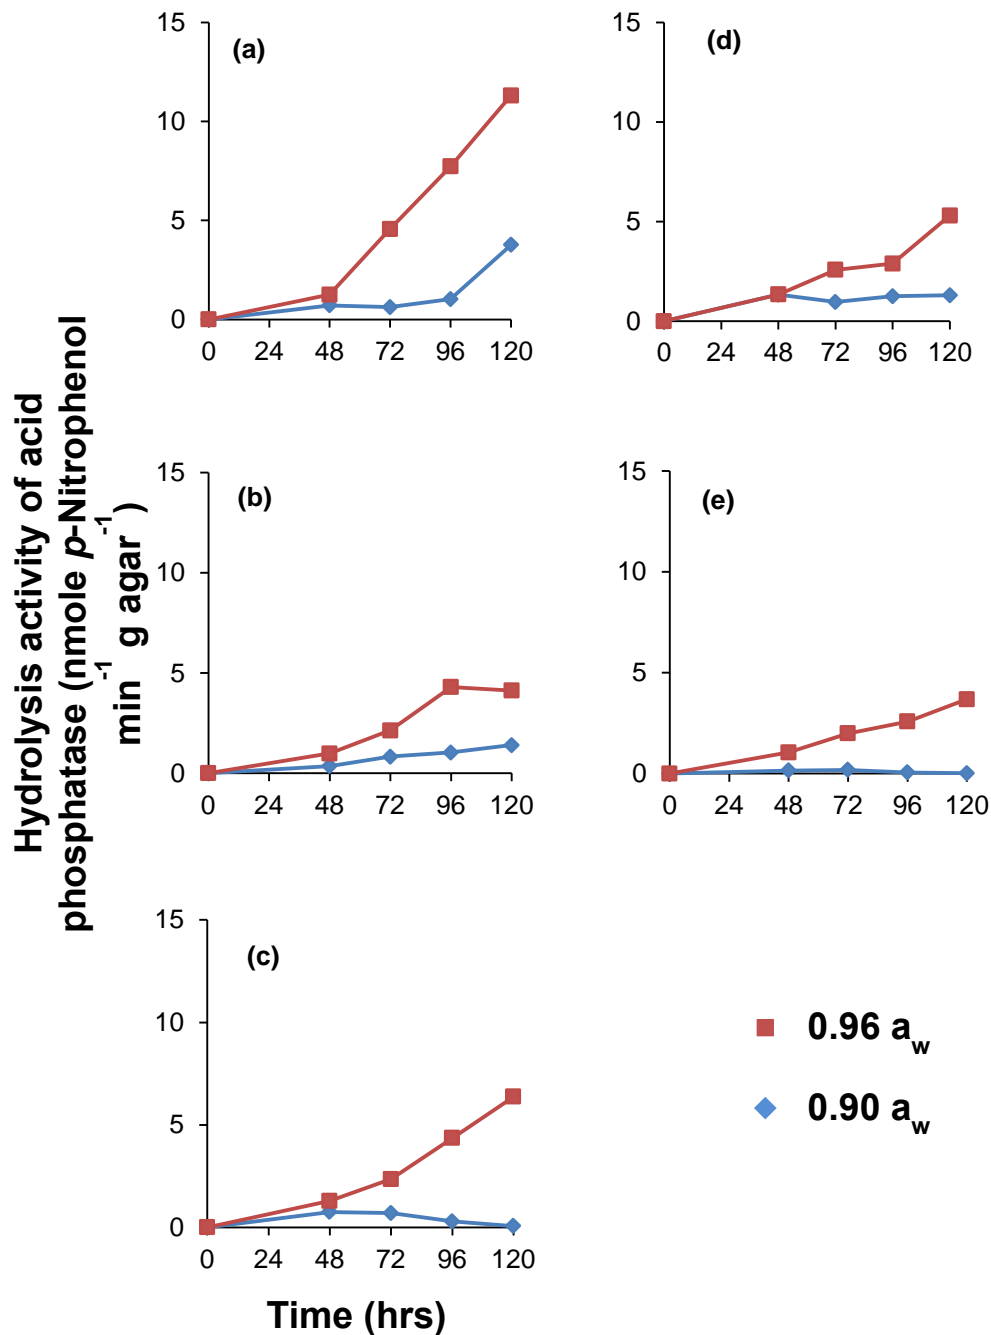 Hydrolysis activity of acid
phosphatase (nmole p-Nitrophenol
min-1 g agar-1)
(a)
15
10
5
0
0 24 48 72 96 120
(d)
15
10
5
0
0 24 48 72 96 120
(b)
15
10
5
0
0 24 48 72 96 120
(e)
15
10
5
0
0 24 48 72 96 120
(c)
15
10
5
0
0 24 48 72 96 120
0.96 aw
0.90 aw
Time (hrs)